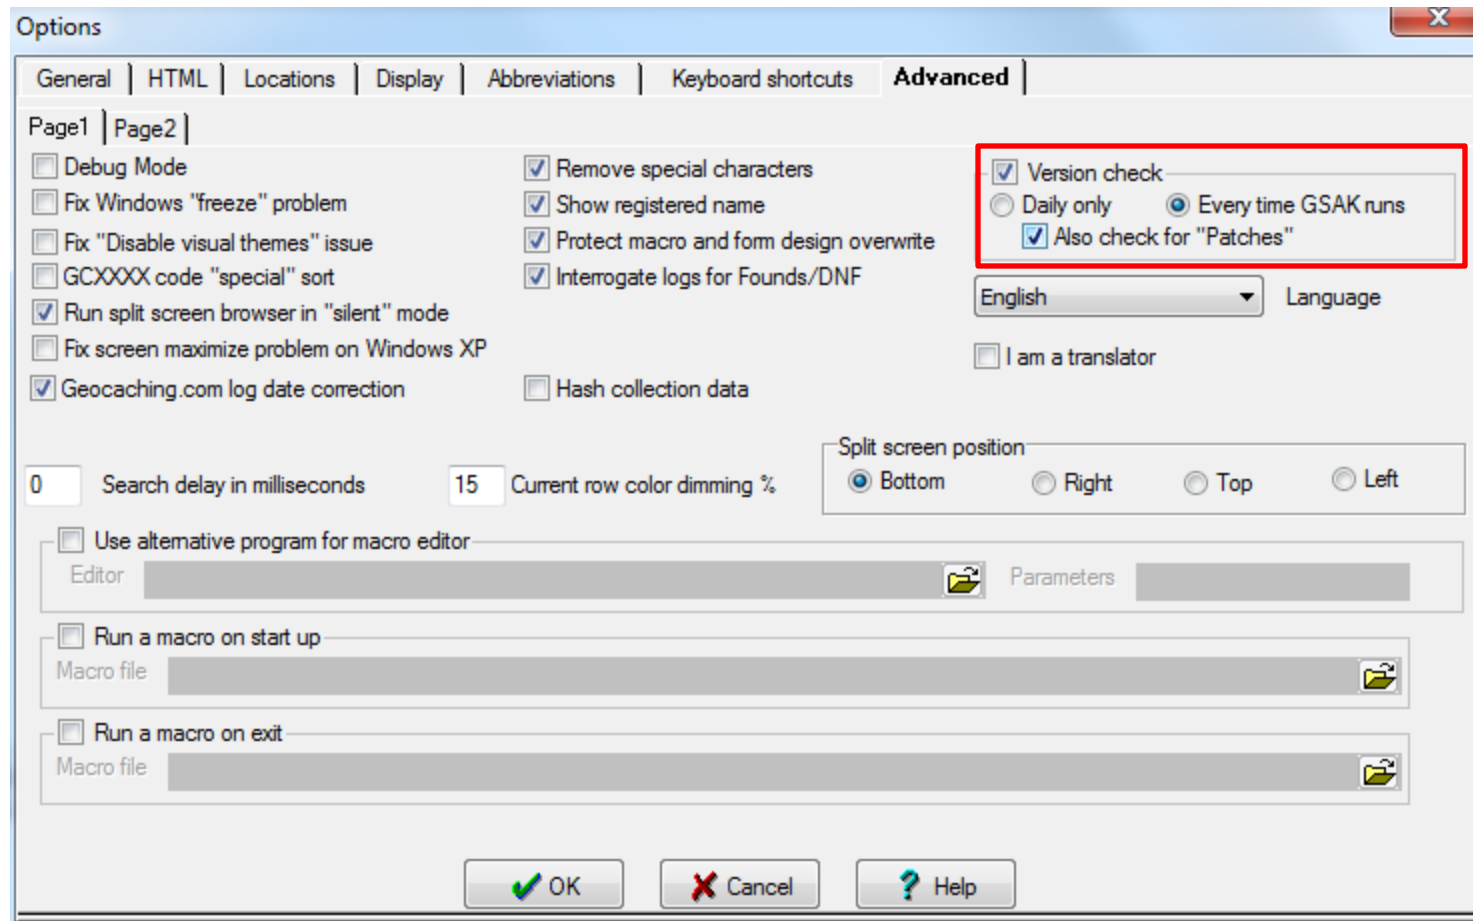 Options
General
HTML
Locations
Display
Abbreviations
Keyboard shortcuts
Advanced
Page1
Page2
Debug Mode
Fix Windows "freeze" problem
Fix "Disable visual themes" issue
GCXXXX code "special" sort
Run split screen browser in "silent" mode
Fix screen maximize problem on Windows XP
Geocaching.com log date correction
Remove special characters
Show registered name
Protect macro and form design overwrite
Interrogate logs for Founds/DNF
Hash collection data
Version check
Daily only
Every time GSAK runs
Also check for "Patches"
English
Language
I am a translator
0
Search delay in milliseconds
15
Current row color dimming %
Split screen position
Bottom
Right
Top
Left
Use alternative program for macro editor
Editor
Parameters
Run a macro on start up
Macro file
Run a macro on exit
Macro file
OK
Cancel
Help